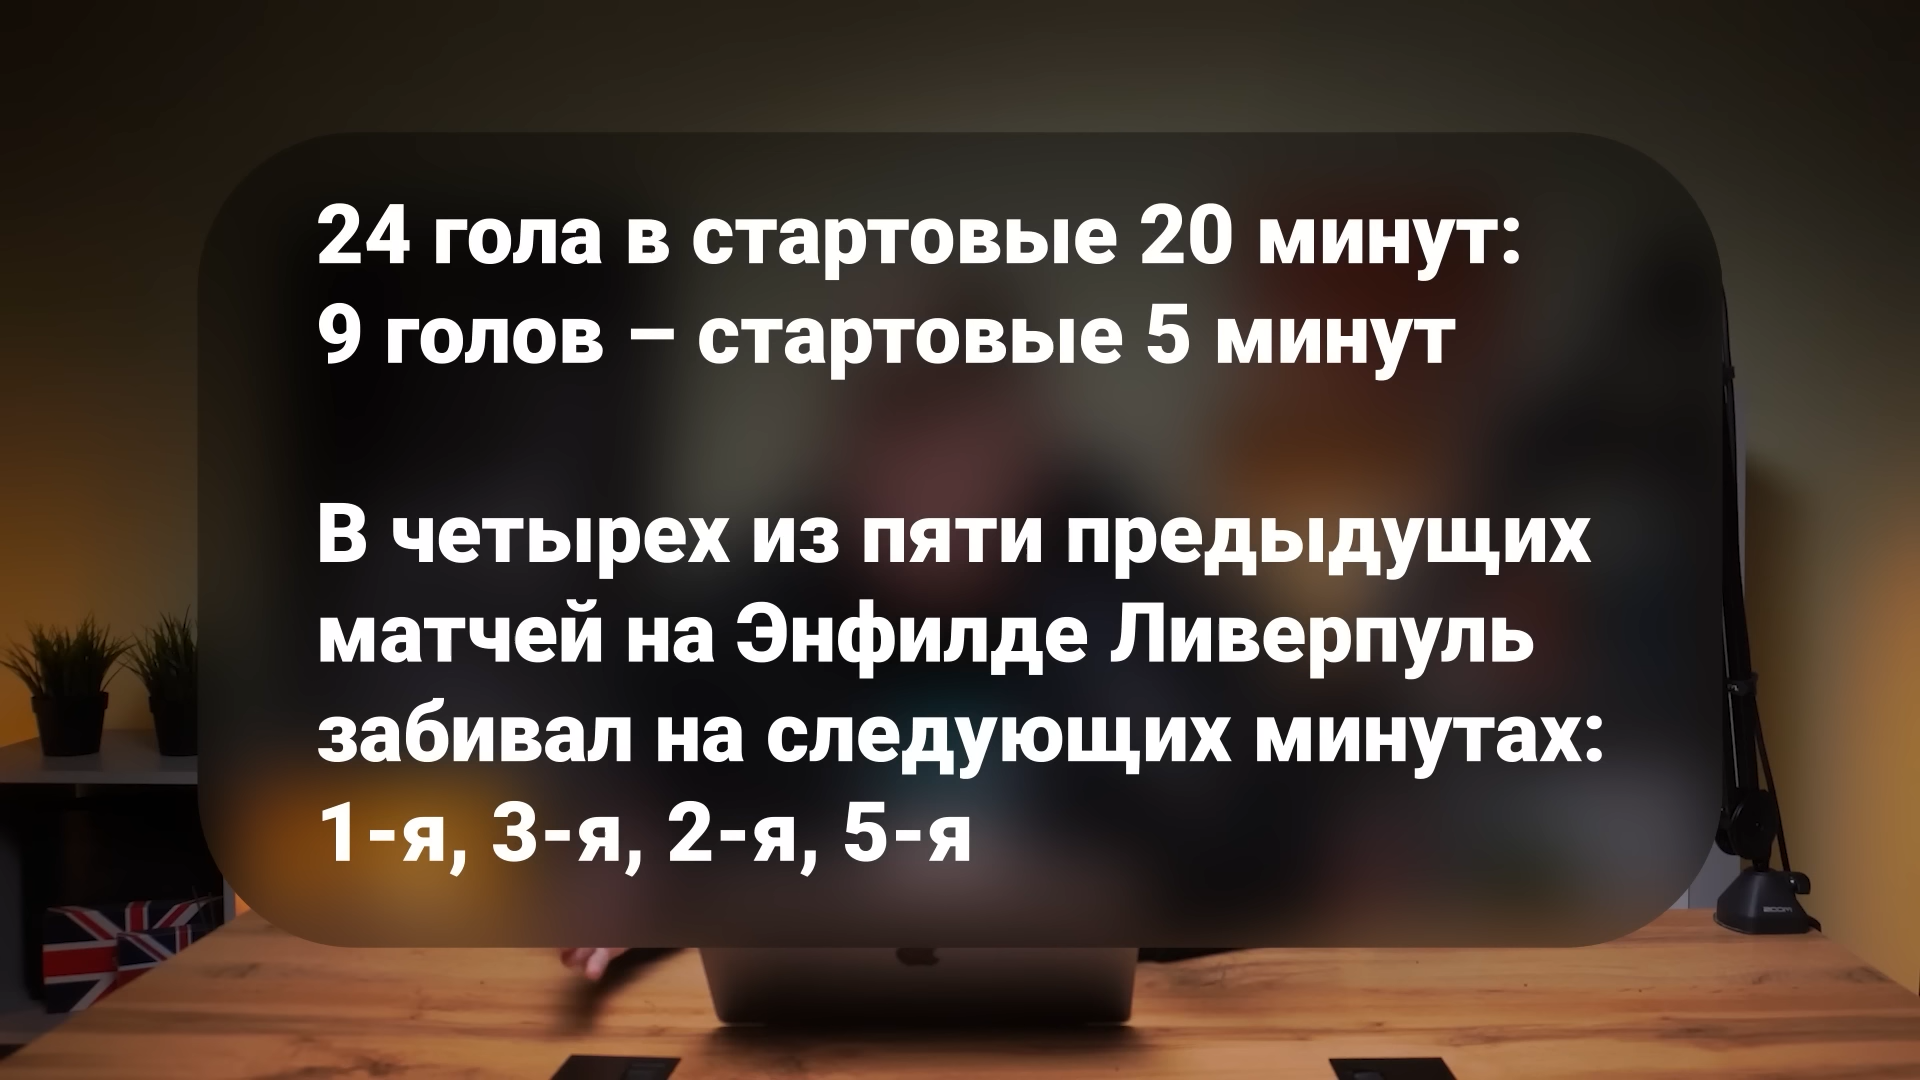 24 гола в стартовые 20 минут:
9 голов – стартовые 5 минут
В четырех из пяти предыдущих
матчей на Энфилде Ливерпуль
забивал на следующих минутах:
1-я, 3-я, 2-я, 5-я
zoom